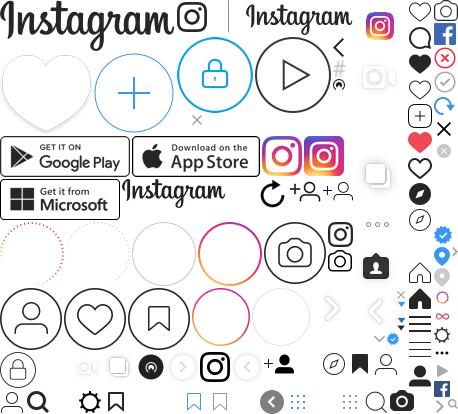 Instagram
Instagram
GET IT ON
Google Play
Download on the
App Store
Get it from
Microsoft
Instagram